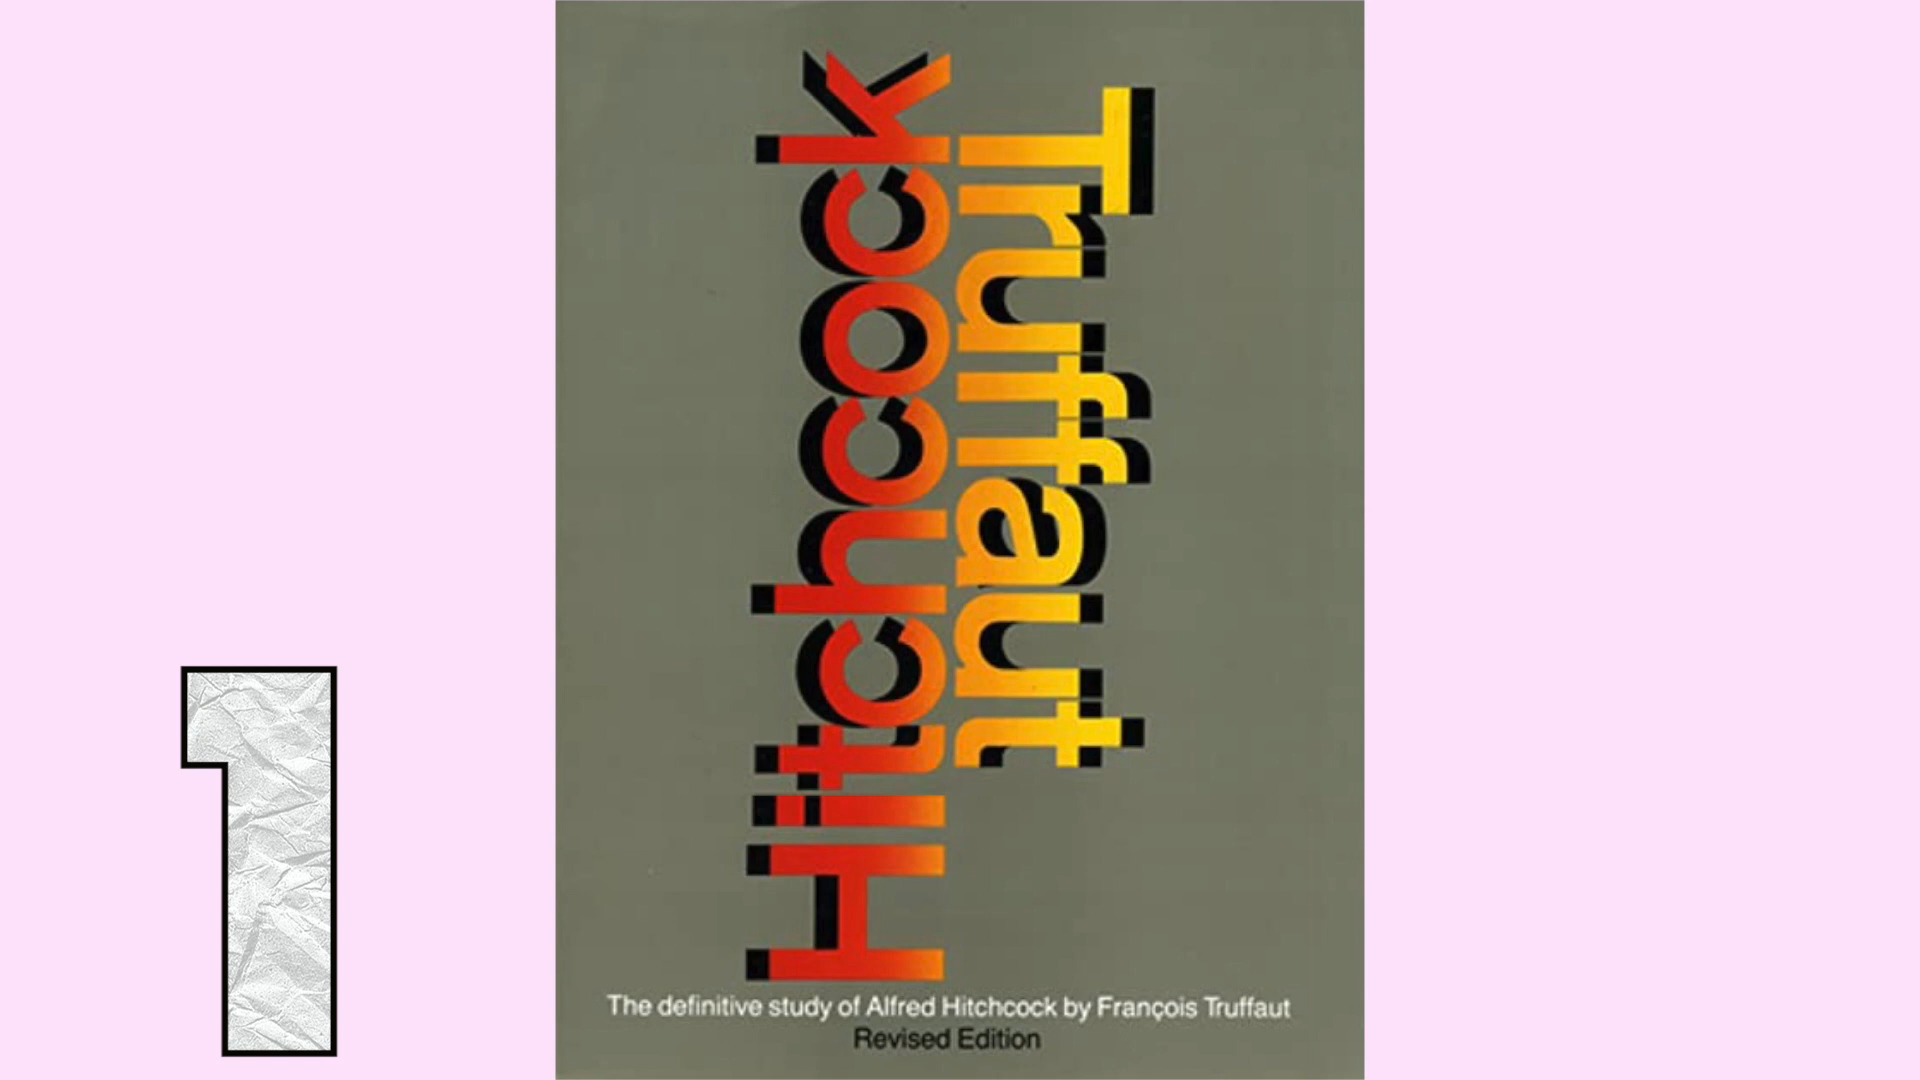 1
Hitchcock
Truffaut
The definitive study of Alfred Hitchcock by François Truffaut
Revised Edition